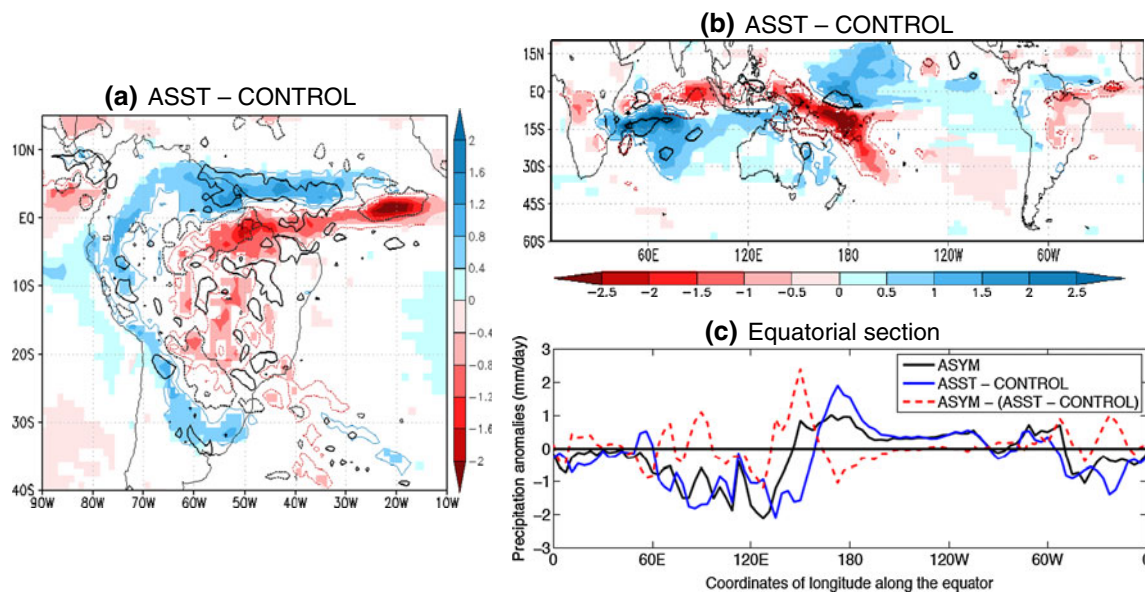 (a) ASST – CONTROL
10N
EQ
10S
20S
30S
40S
90W 80W 70W 60W 50W 40W 30W 20W 10W
2
1.6
1.2
0.8
0.4
0
−0.4
−0.8
−1.2
−1.6
−2
(b) ASST – CONTROL
15N
EQ
15S
30S
45S
60S
60E 120E 180 120W 60W
−2.5 −2 −1.5 −1 −0.5 0 0.5 1 1.5 2 2.5
(c) Equatorial section
Precipitation anomalies (mm/day)
3
2
1
0
−1
−2
−3
ASYM
ASST – CONTROL
ASYM – (ASST – CONTROL)
0 60E 120E 180 120W 60W 0
Coordinates of longitude along the equator